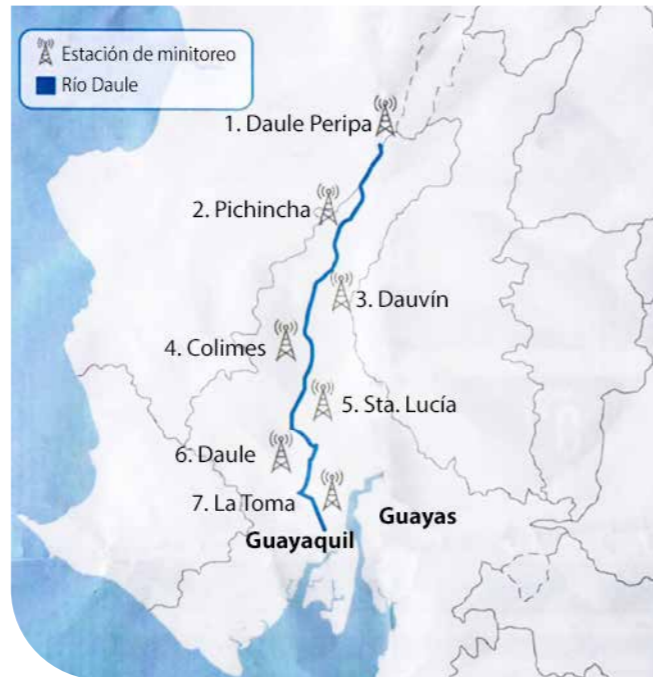 Estación de minitoreo
Río Daule
1. Daule Peripa
2. Pichincha
3. Dauvín
4. Colimes
5. Sta. Lucía
6. Daule
7. La Toma
Guayas
Guayaquil